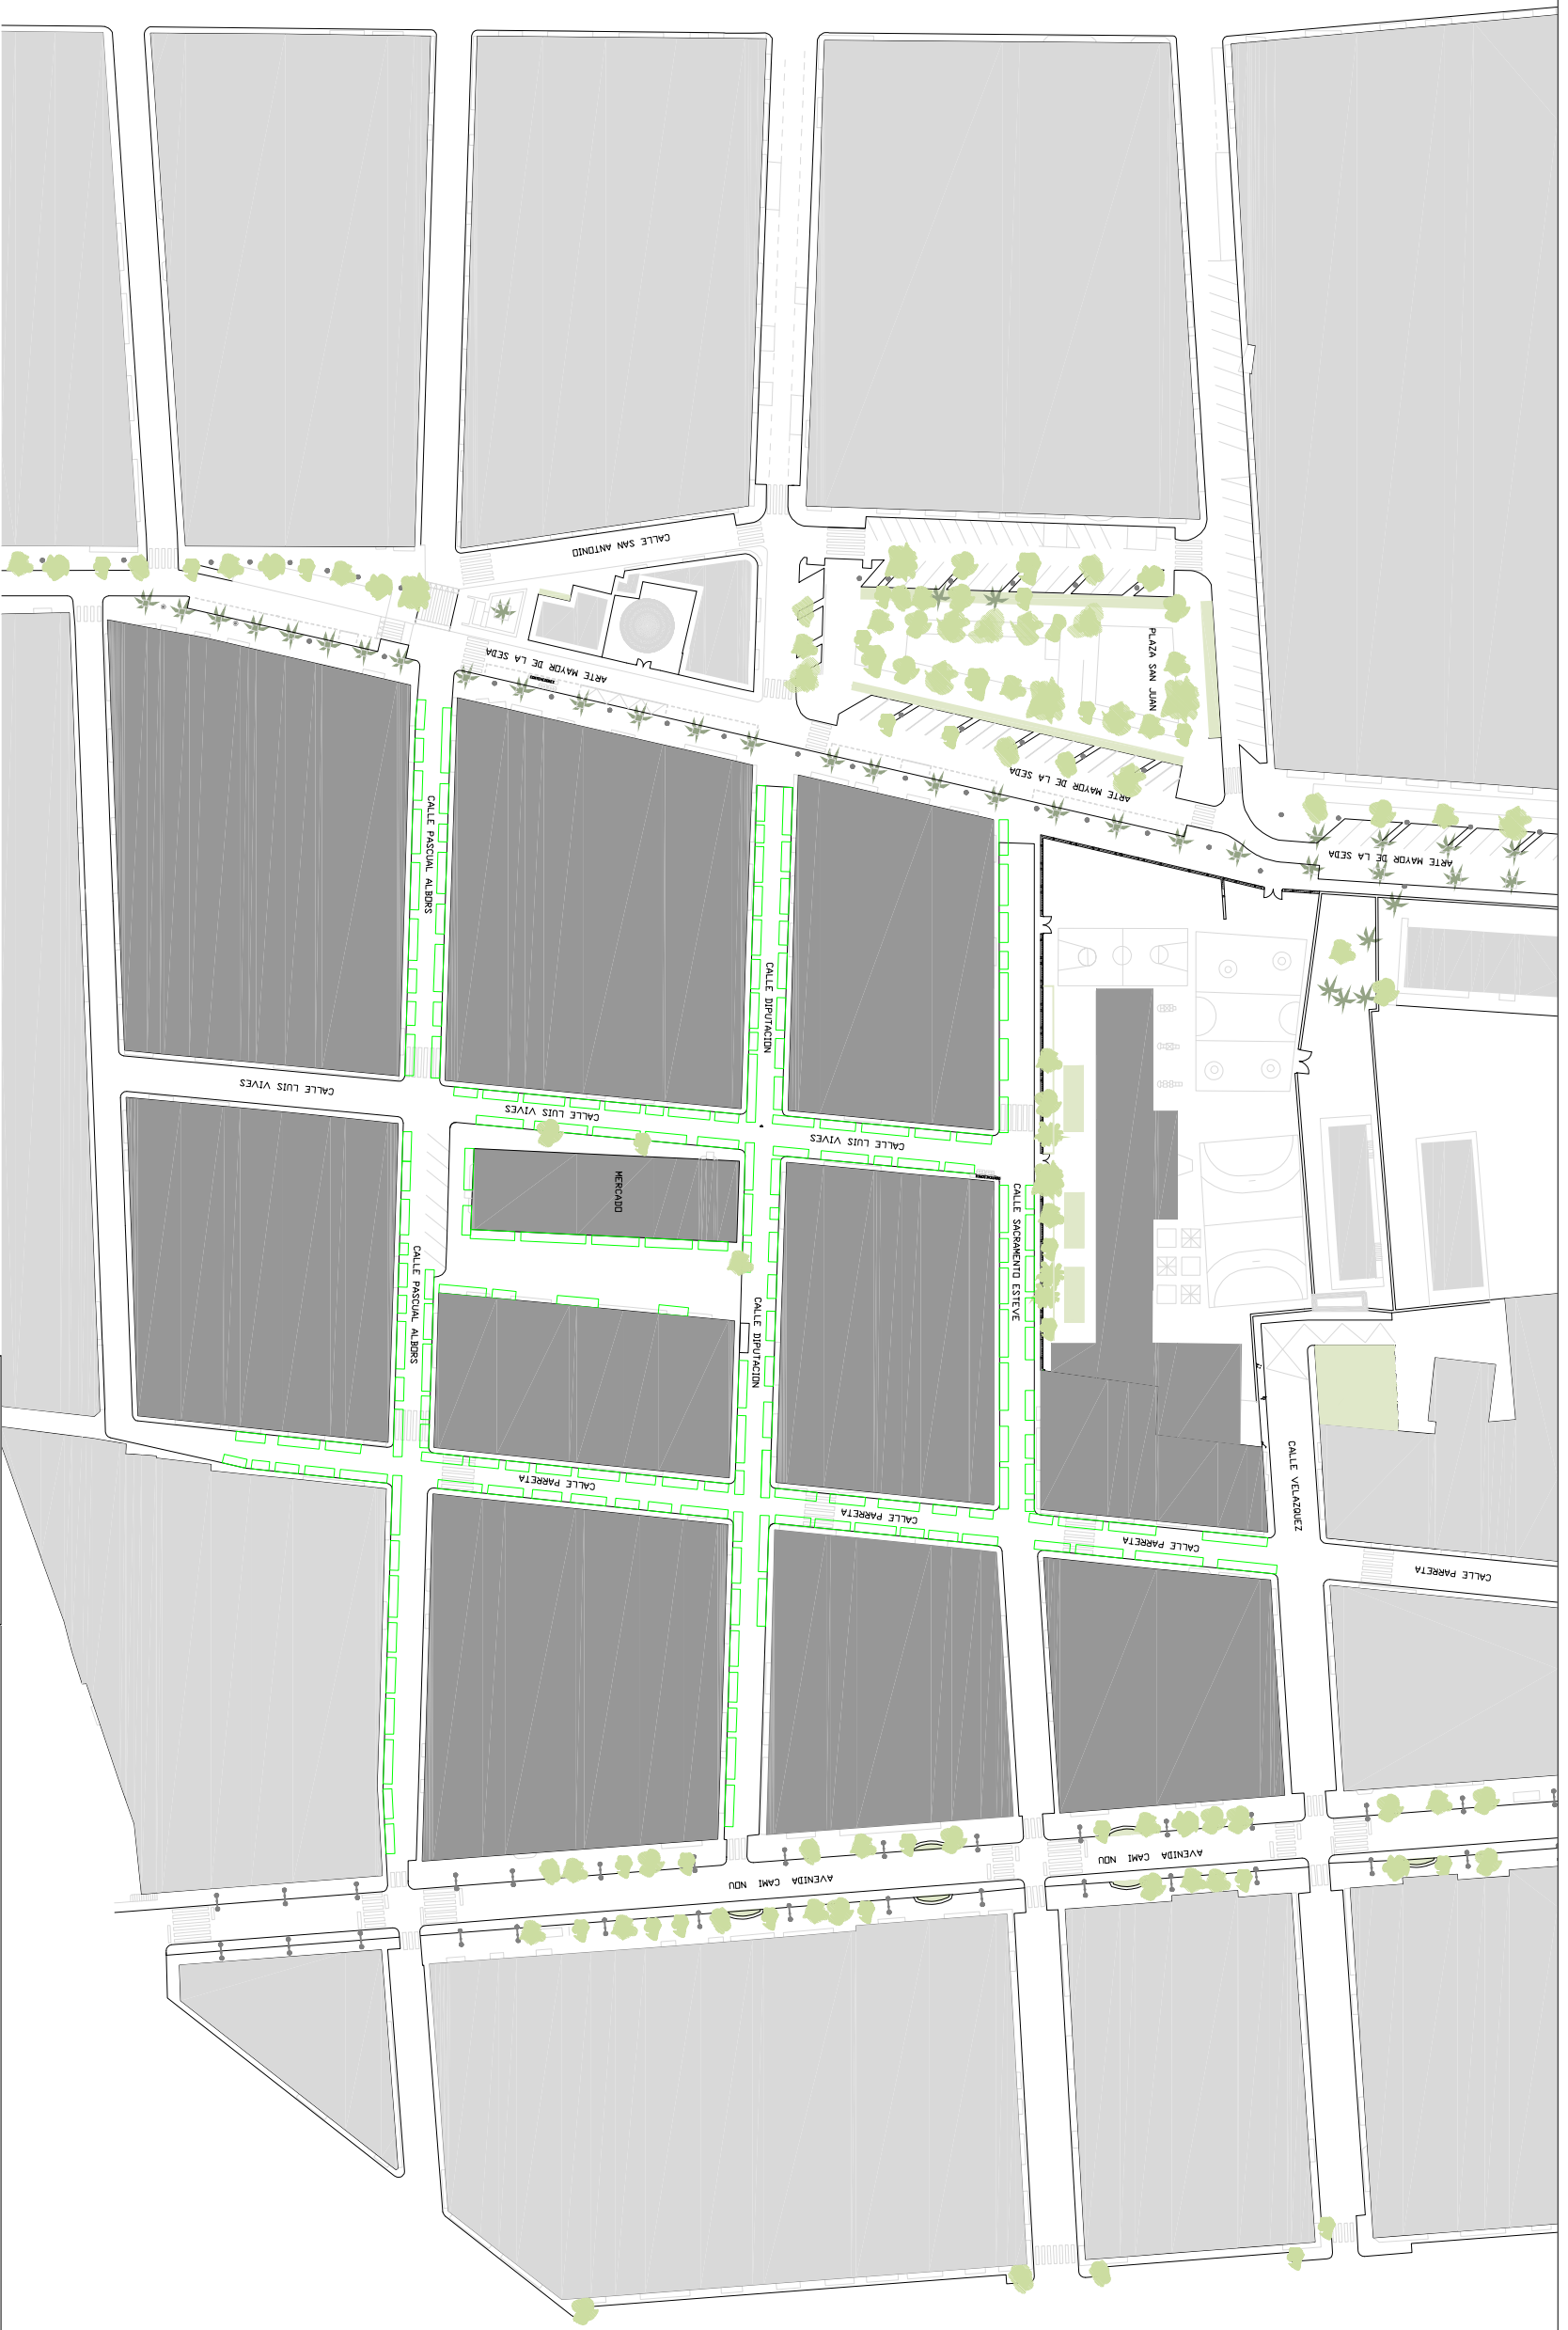 CALLE SAN ANTONIO
PLAZA SAN JUAN
ARTE MAYOR DE LA SEDA
ARTE MAYOR DE LA SEDA
ARTE MAYOR DE LA SEDA
CALLE PASCUAL ALBORS
CALLE DIPUTACION
CALLE LUIS VIVES
CALLE LUIS VIVES
CALLE LUIS VIVES
MERCADO
CALLE SACRAMENTO ESTEVE
CALLE PASCUAL ALBORS
CALLE DIPUTACION
CALLE VELAZQUEZ
CALLE PARRETA
CALLE PARRETA
CALLE PARRETA
CALLE PARRETA
AVENIDA CAMI NOU
AVENIDA CAMI NOU